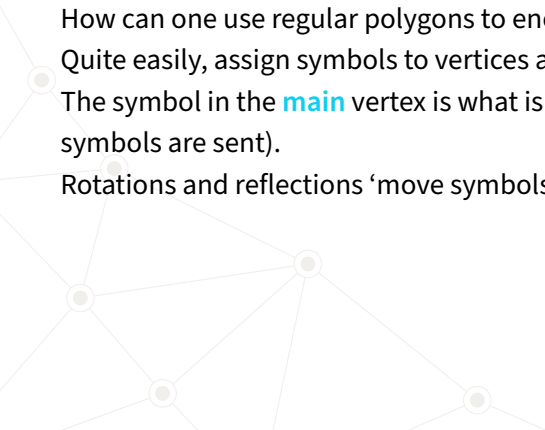 How can one use regular polygons to
Quite easily, assign symbols to vertices
The symbol in the main vertex is what is
symbols are sent).
Rotations and reflections ‘move symbols